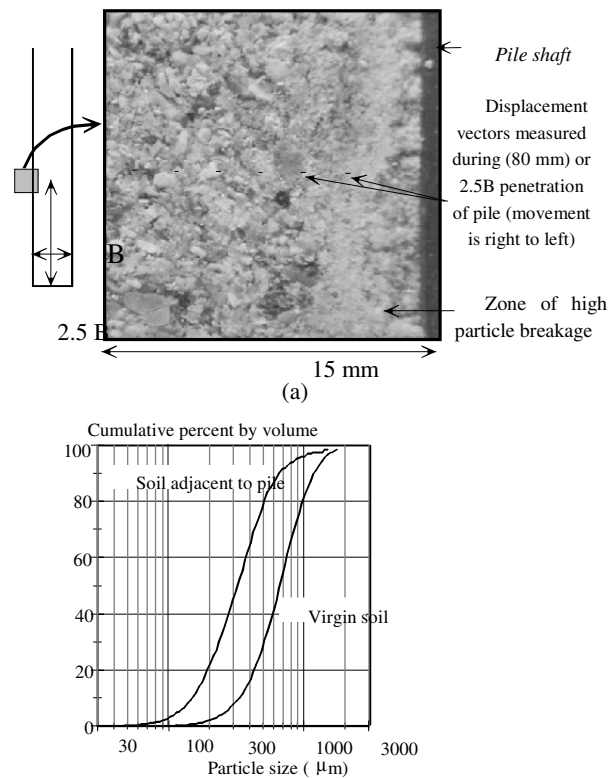 Pile shaft
Displacement
vectors measured
during (80 mm) or
2.5B penetration
of pile (movement
is right to left)
B
Zone of high
particle breakage
2.5 B
15 mm
(a)
Cumulative percent by volume
100
Soil adjacent to pile
80
60
40
Virgin soil
20
0
30 100 300 1000 3000
Particle size ( μm)